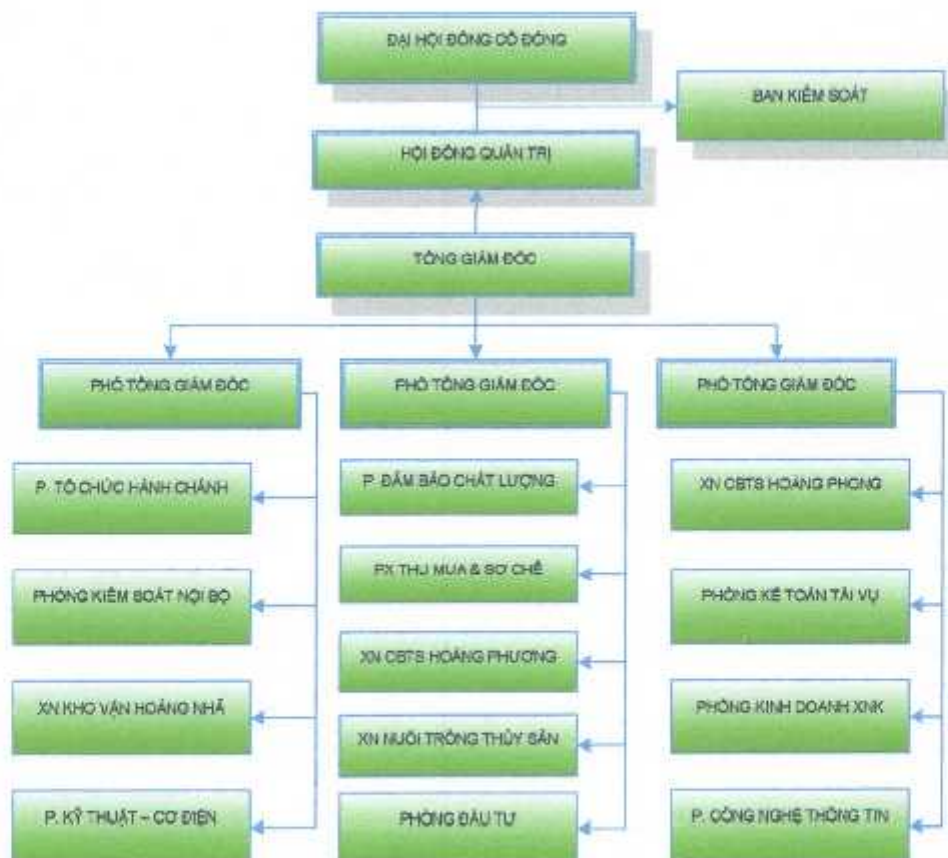 ĐẠI HỘI ĐỒNG CỔ ĐÔNG
BAN KIỂM SOÁT
HỘI ĐỒNG QUẢN TRỊ
TỔNG GIÁM ĐỐC
PHÓ TỔNG GIÁM ĐỐC
PHÓ TỔNG GIÁM ĐỐC
PHÓ TỔNG GIÁM ĐỐC
P. TỔ CHỨC HÀNH CHÁNH
PHÒNG KIỂM SOÁT NỘI BỘ
XN KHO VẬN HOÀNG NHÃ
P. KỸ THUẬT – CƠ ĐIỆN
P. ĐẢM BẢO CHẤT LƯỢNG
PX THU MUA & SƠ CHẾ
XN CBTS HOÀNG PHƯƠNG
XN NUÔI TRỒNG THỦY SẢN
PHÒNG ĐẦU TƯ
XN CBTS HOÀNG PHONG
PHÒNG KẾ TOÁN TÀI VỤ
PHÒNG KINH DOANH XNK
P. CÔNG NGHỆ THÔNG TIN